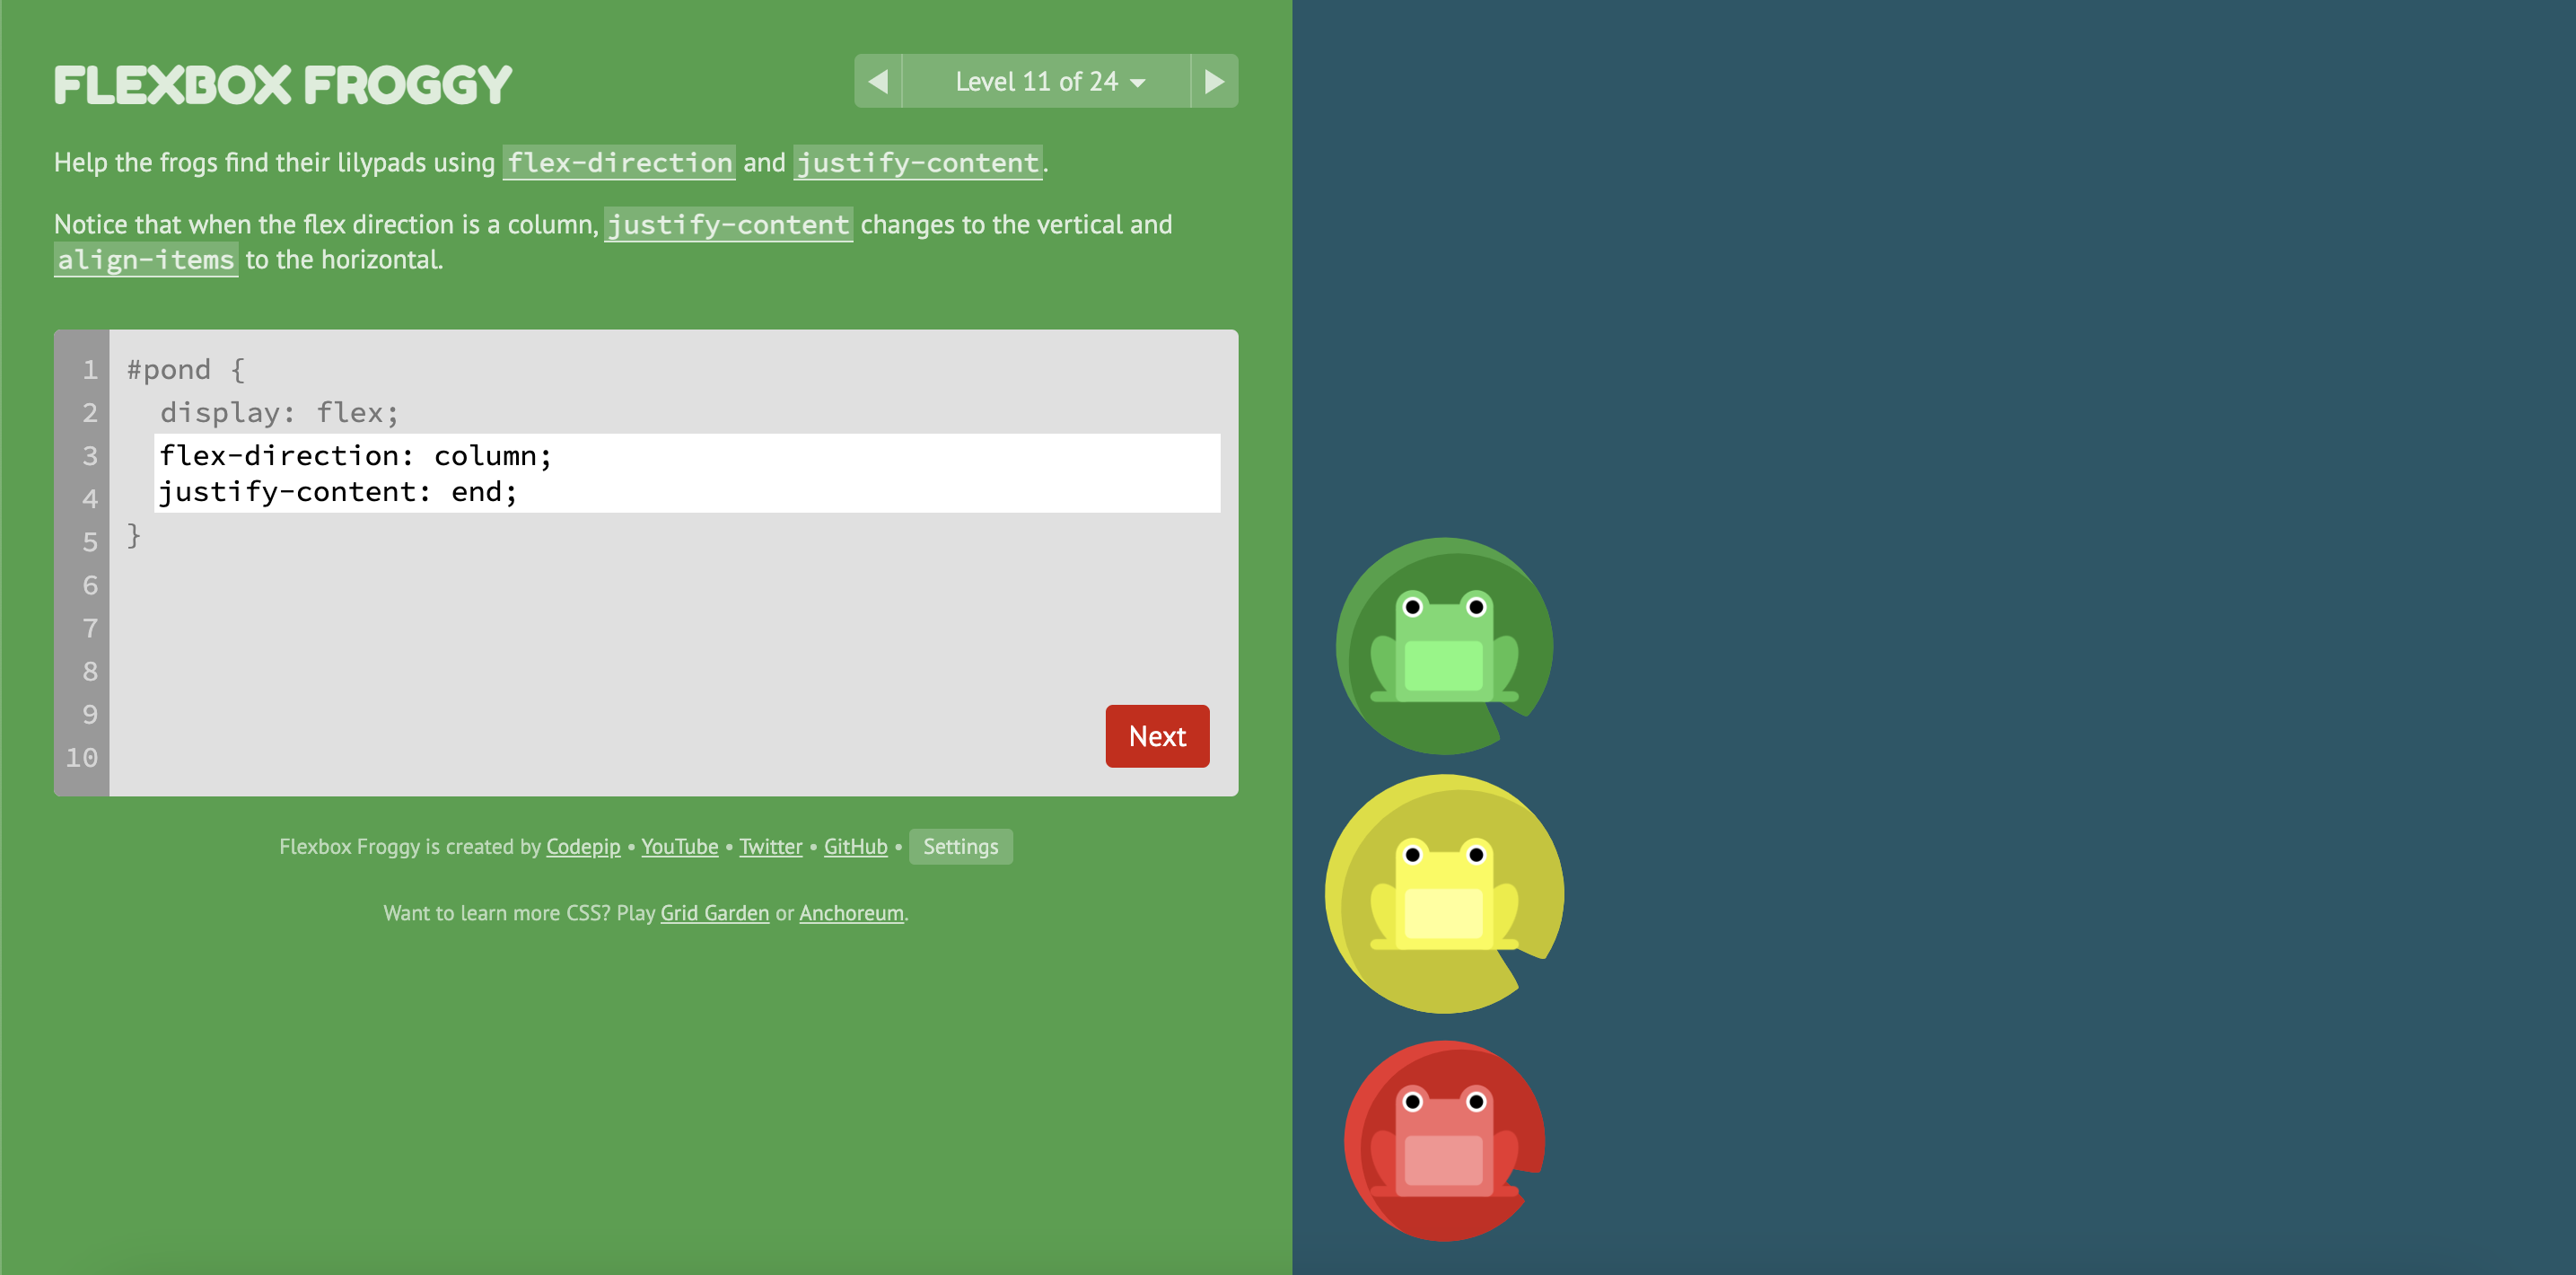 FLEXBOX FROGGY
Level 11 of 24
Help the frogs find their lilypads using flex-direction and justify-content.
Notice that when the flex direction is a column, justify-content changes to the vertical and
align-items to the horizontal.
1 #pond {
2 display: flex;
3 flex-direction: column;
4 justify-content: end;
5 }
6
7
8
9
10
Next
Flexbox Froggy is created by Codepip • YouTube • Twitter • GitHub • Settings
Want to learn more CSS? Play Grid Garden or Anchoreum.